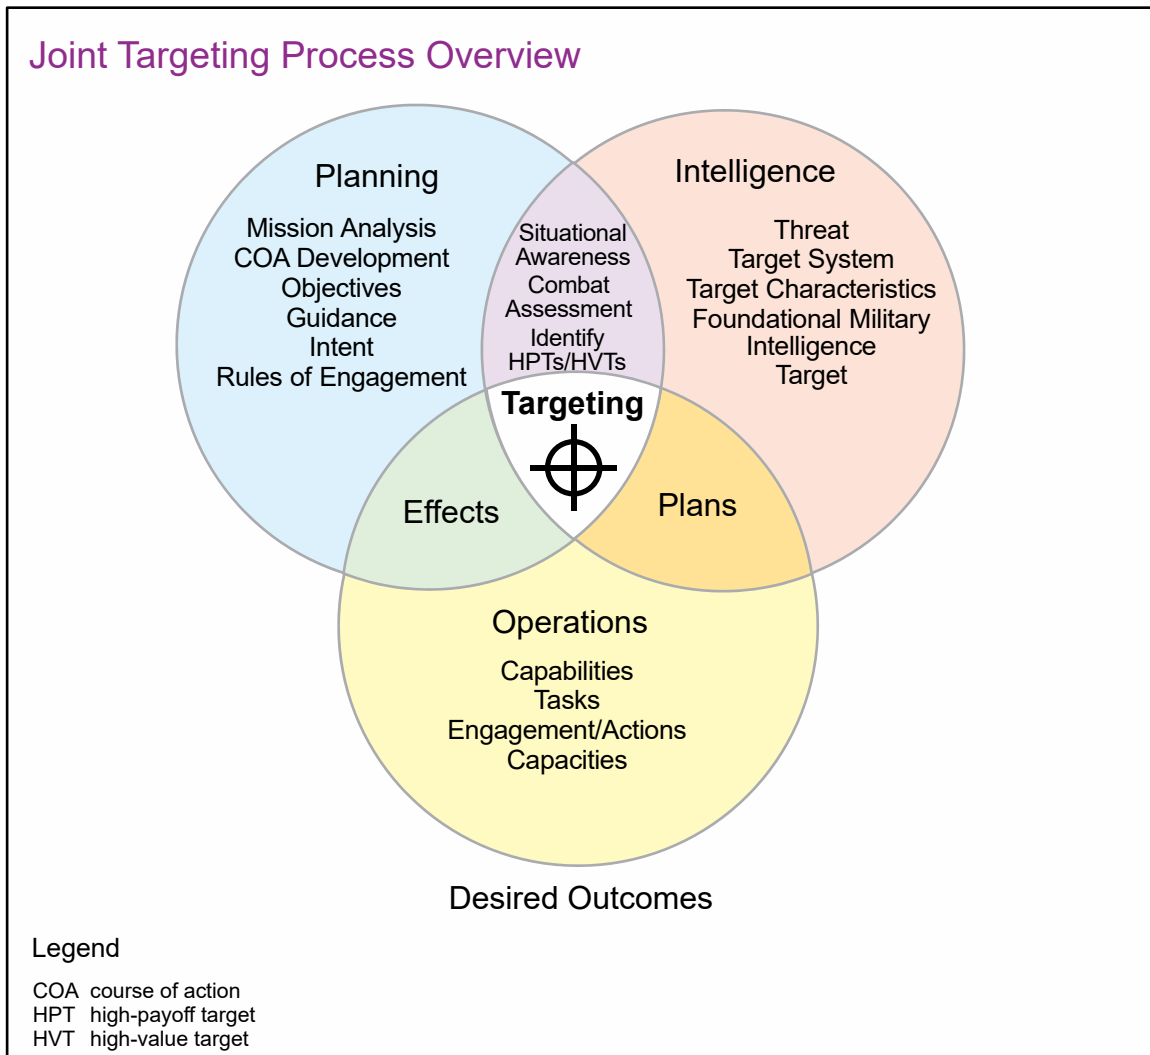 Joint Targeting Process Overview
Planning
Mission Analysis
COA Development
Objectives
Guidance
Intent
Rules of Engagement
Situational
Awareness
Combat
Assessment
Identify
HPTs/HVTs
Intelligence
Threat
Target System
Target Characteristics
Foundational Military
Intelligence
Target
Targeting
Effects
Plans
Operations
Capabilities
Tasks
Engagement/Actions
Capacities
Desired Outcomes
Legend
COA course of action
HPT high-payoff target
HVT high-value target